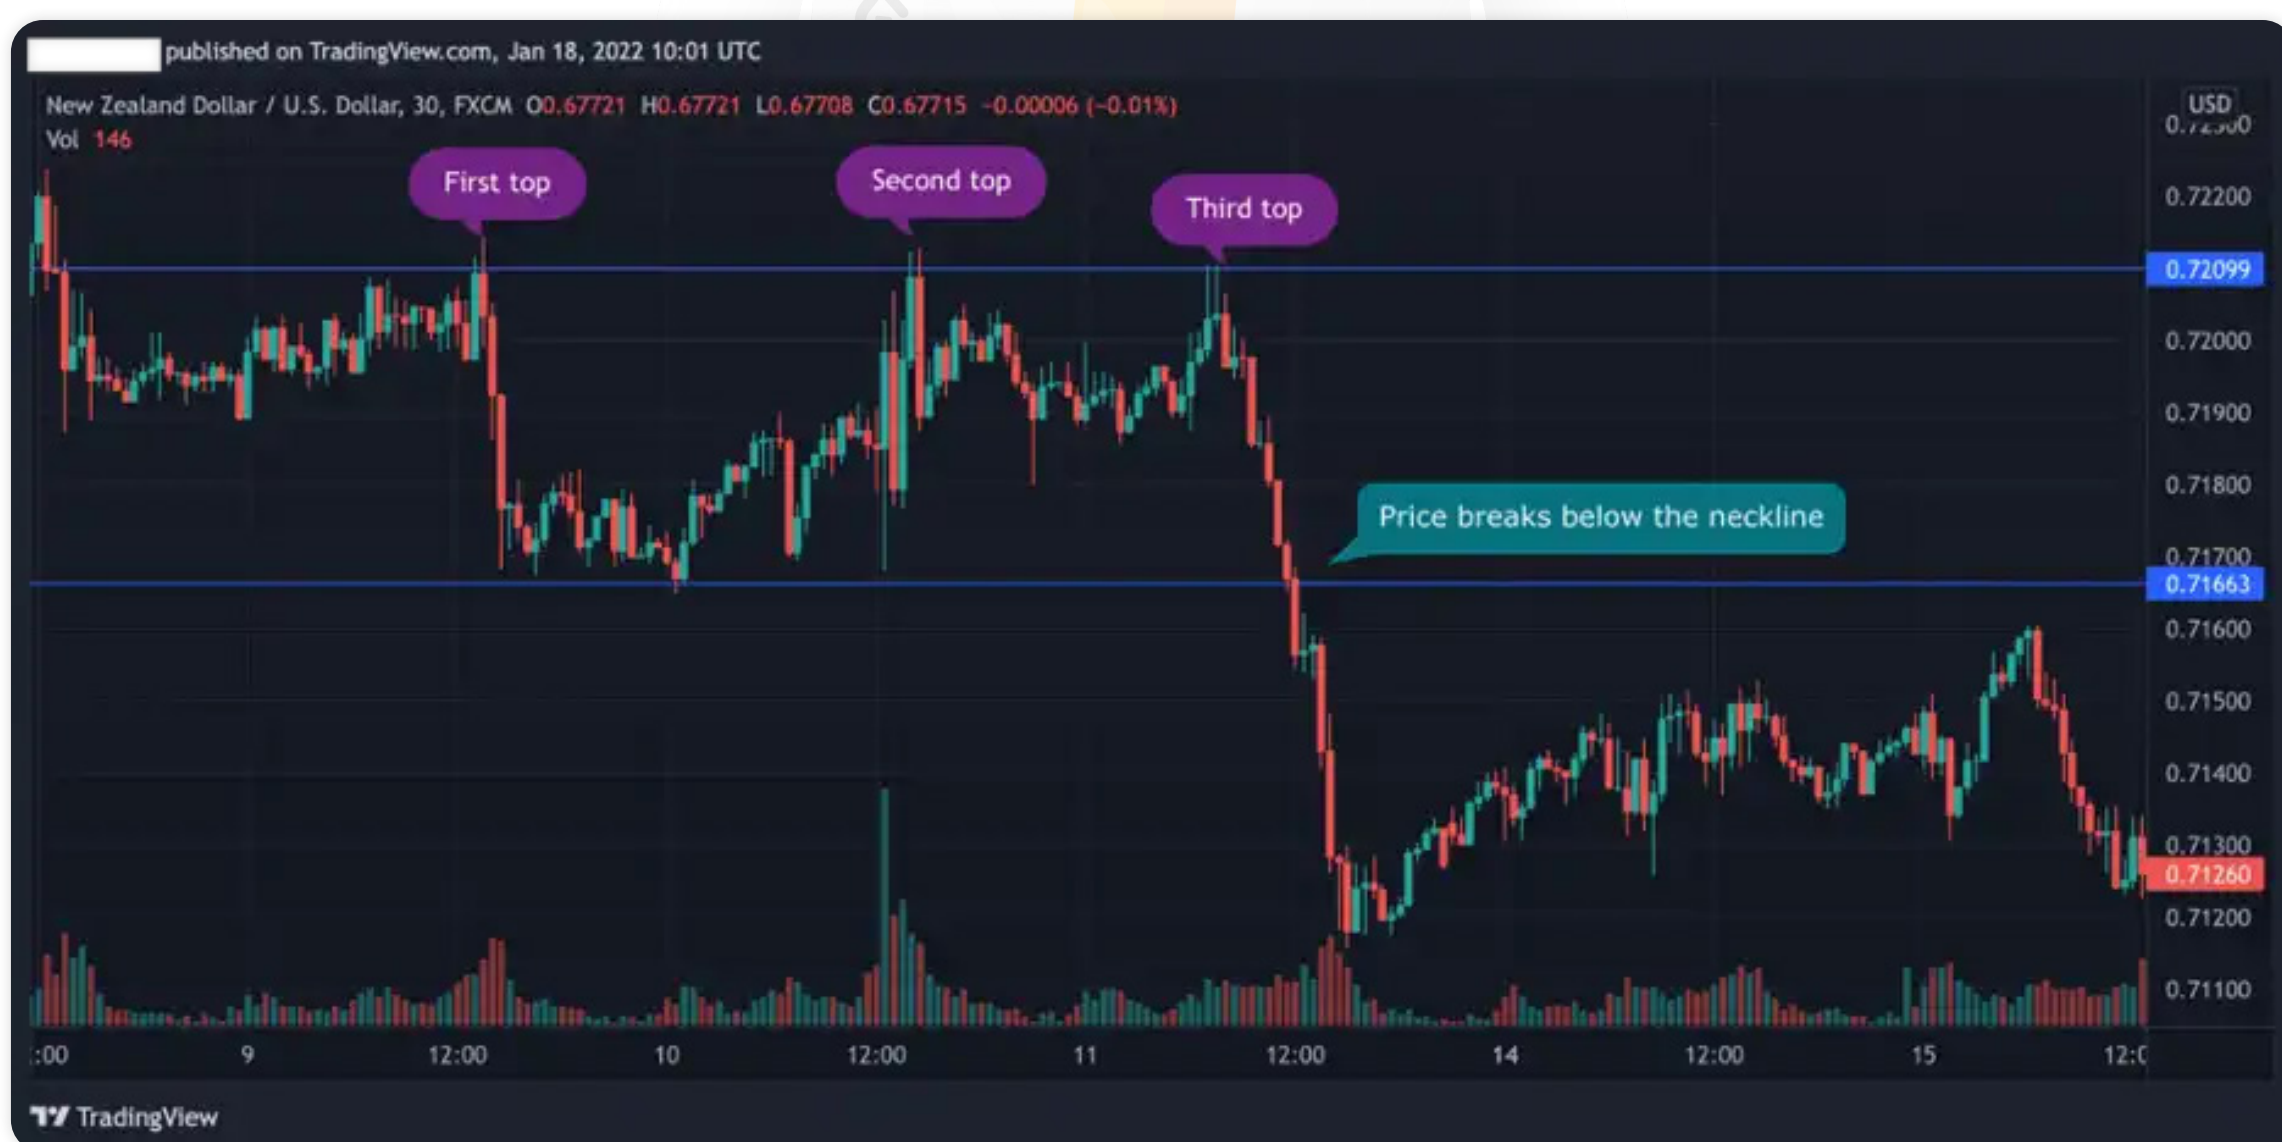 published on TradingView.com, Jan 18, 2022 10:01 UTC
New Zealand Dollar / U.S. Dollar, 30, FXCM O0.67721 H0.67721 L0.67708 C0.67715 −0.00006 (−0.01%)
Vol 146
USD
First top
Second top
Third top
Price breaks below the neckline
0.72200
0.72099
0.72000
0.71900
0.71800
0.71700
0.71663
0.71600
0.71500
0.71400
0.71300
0.71260
0.71200
0.71100
:00 9 12:00 10 12:00 11 12:00 14 12:00 15
TradingView